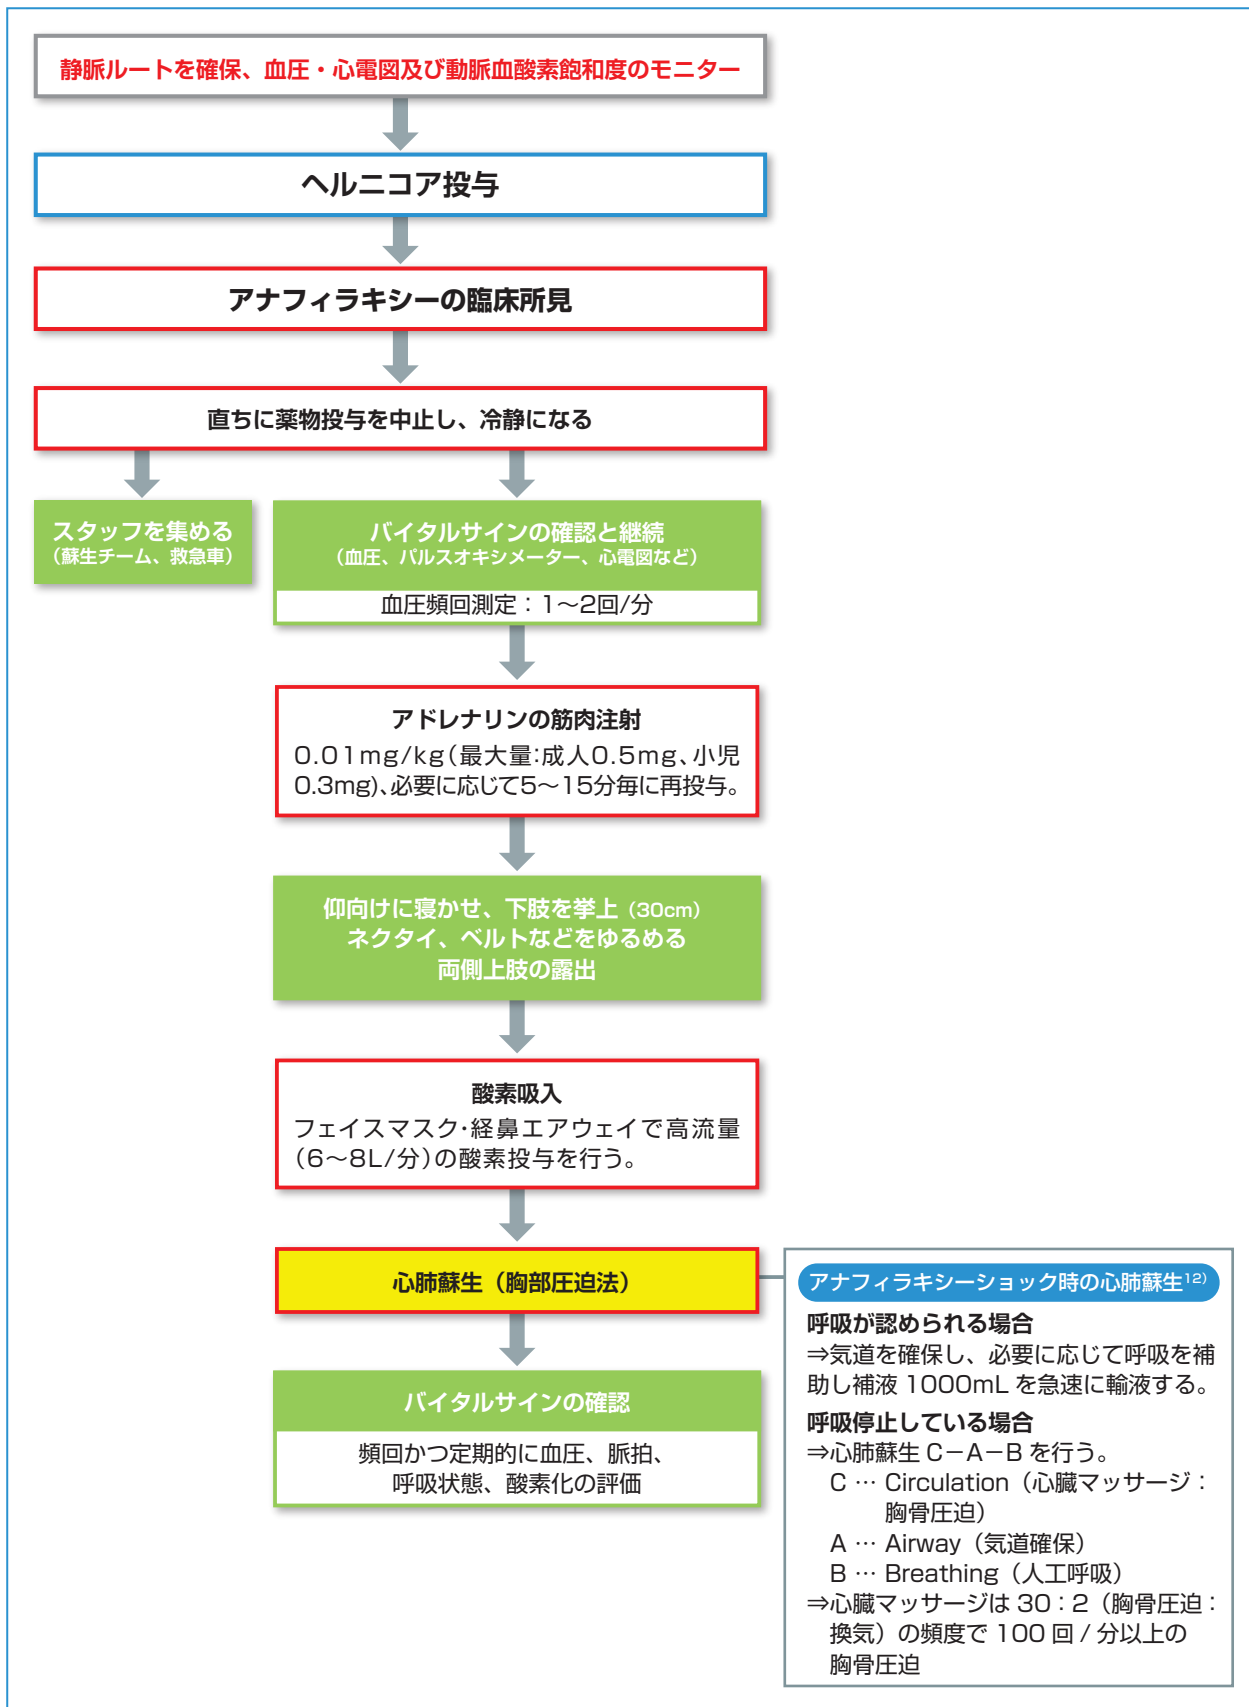 静脈ルートを確保、血圧・心電図及び動脈血酸素飽和度のモニター
ヘルニコア投与
アナフィラキシーの臨床所見
直ちに薬物投与を中止し、冷静になる
スタッフを集める
（蘇生チーム、救急車）
バイタルサインの確認と継続
（血圧、パルスオキシメーター、心電図など）
血圧頻回測定：1〜2回/分
アドレナリンの筋肉注射
0.01mg/kg（最大量:成人0.5mg、小児
0.3mg）、必要に応じて5〜15分毎に再投与。
仰向けに寝かせ、下肢を挙上（30cm）
ネクタイ、ベルトなどをゆるめる
両側上肢の露出
酸素吸入
フェイスマスク・経鼻エアウェイで高流量
（6〜8L/分）の酸素投与を行う。
心肺蘇生（胸部圧迫法）
バイタルサインの確認
頻回かつ定期的に血圧、脈拍、
呼吸状態、酸素化の評価
アナフィラキシーショック時の心肺蘇生12)
呼吸が認められる場合
⇒気道を確保し、必要に応じて呼吸を補
助し補液 1000mL を急速に輸液する。
呼吸停止している場合
⇒心肺蘇生 C－A－B を行う。
C … Circulation（心臓マッサージ：
胸骨圧迫）
A … Airway（気道確保）
B … Breathing（人工呼吸）
⇒心臓マッサージは 30：2（胸骨圧迫：
換気）の頻度で 100 回 / 分以上の
胸骨圧迫